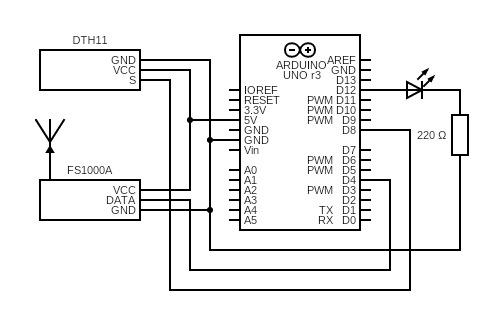 DTH11
GND
VCC
S
FS1000A
VCC
DATA
GND
ARDUINO
UNO r3
IOREF
RESET
3.3V
5V
GND
GND
Vin
A0
A1
A2
A3
A4
A5
AREF
GND
D13
D12
PWM D11
PWM D10
PWM D9
D8
D7
PWM D6
PWM D5
D4
PWM D3
D2
TX D1
RX D0
220 Ω